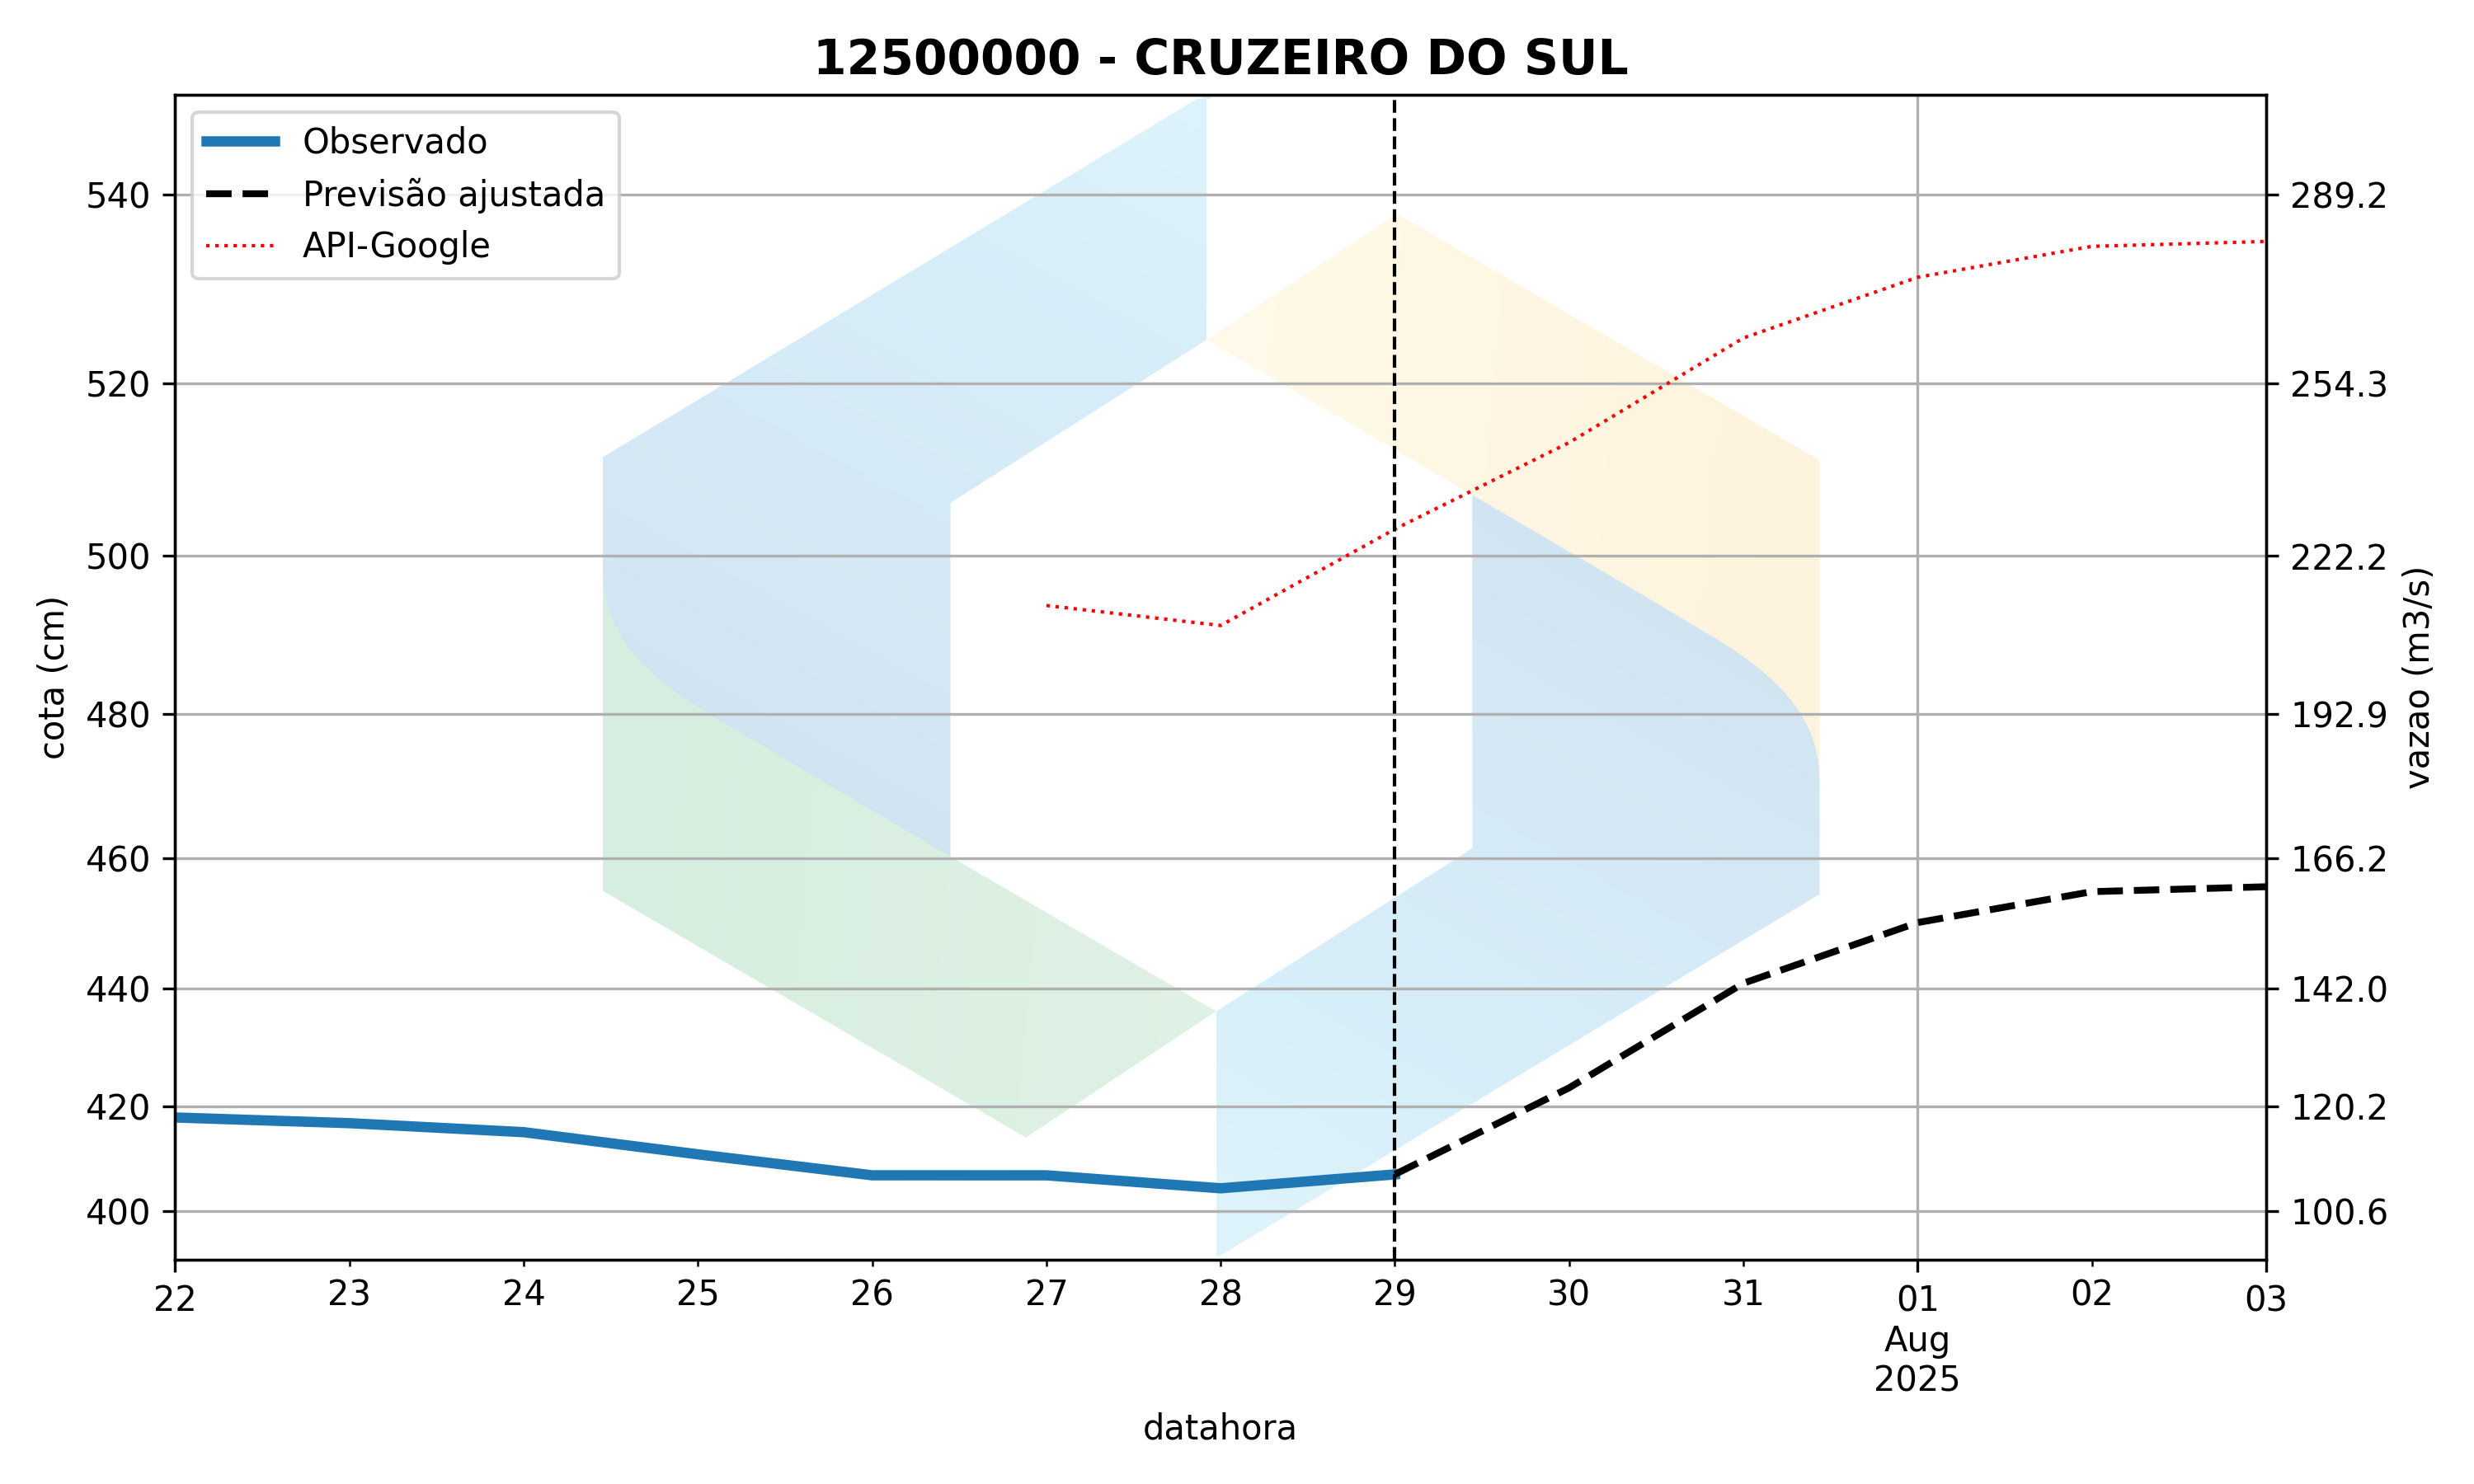 12500000 - CRUZEIRO DO SUL
Observado
Previsão ajustada
API-Google
cota (cm)
540
520
500
480
460
440
420
400
289.2
254.3
222.2
192.9
166.2
142.0
120.2
100.6
vazao (m3/s)
22 23 24 25 26 27 28 29 30 31 01 02 03
Aug
2025
datahora